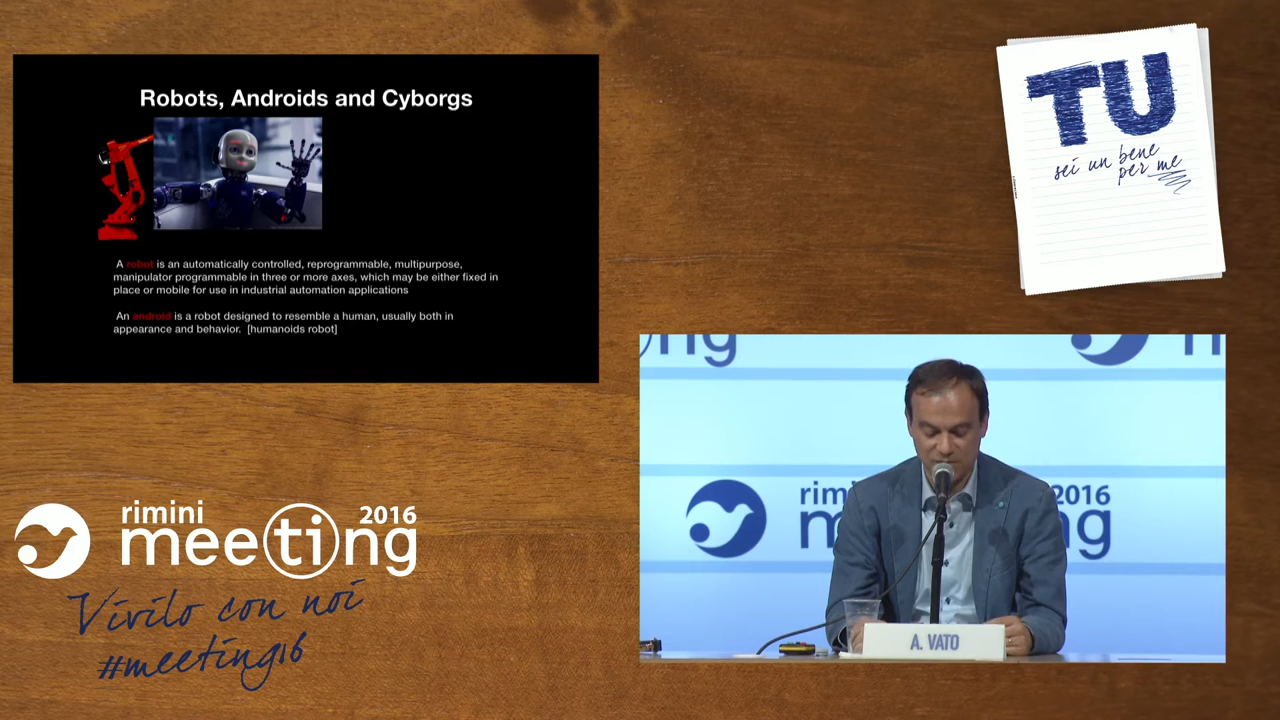 Robots, Androids and Cyborgs
A robot is an automatically controlled, reprogrammable, multipurpose,
manipulator programmable in three or more axes, which may be either fixed in
place or mobile for use in industrial automation applications
An android is a robot designed to resemble a human, usually both in
appearance and behavior. [humanoids robot]
TU
sei un bene
per me
rimini
2016
meeting
Vivilo con noi
#meeting16
ng
rimi
2016
m
ng
A. VATO